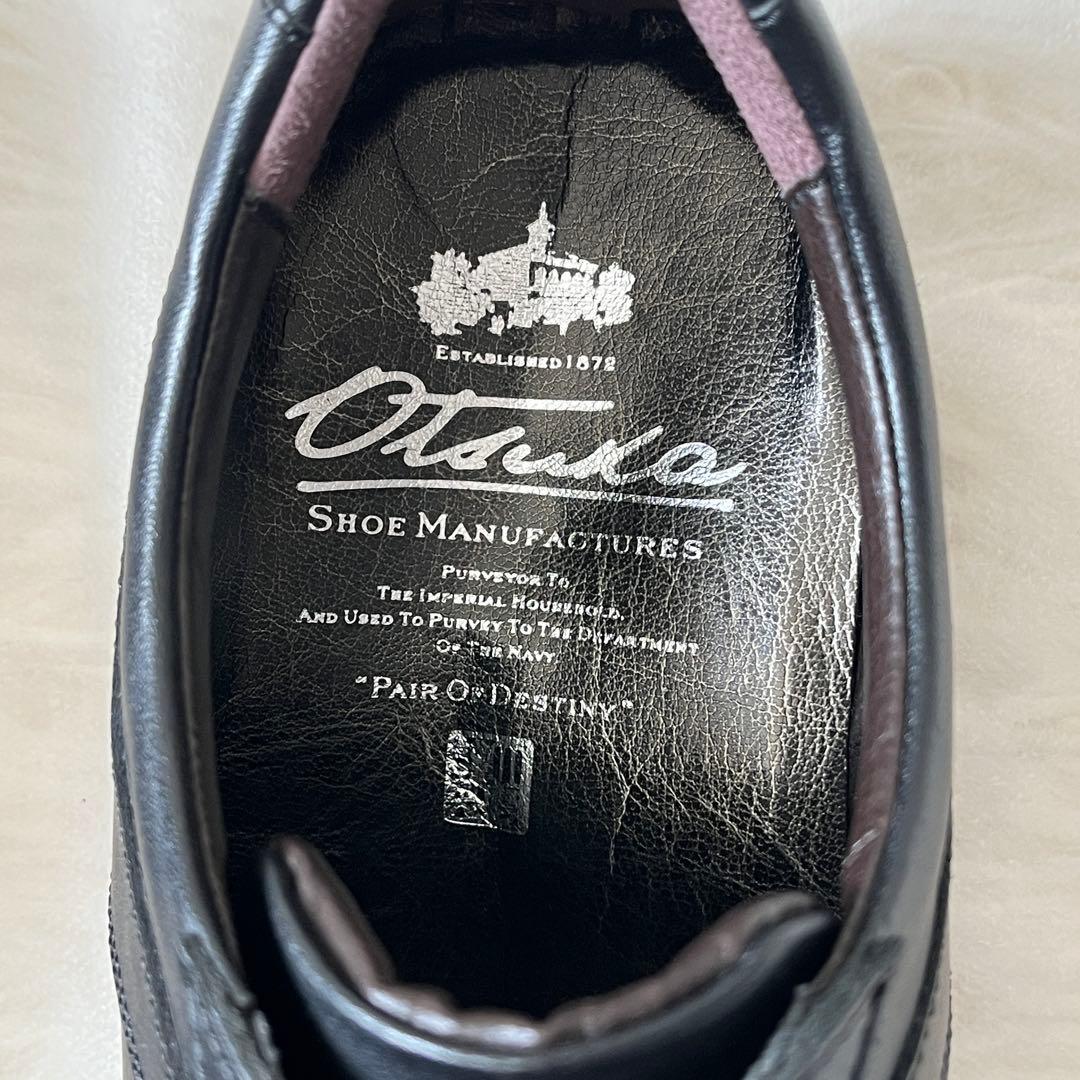 Established 1872
Otsuka
Shoe Manufactures
Purveyor To
The Imperial Household,
And Used To Purvey To The Department
Of The Navy
"Pair Of Destiny"